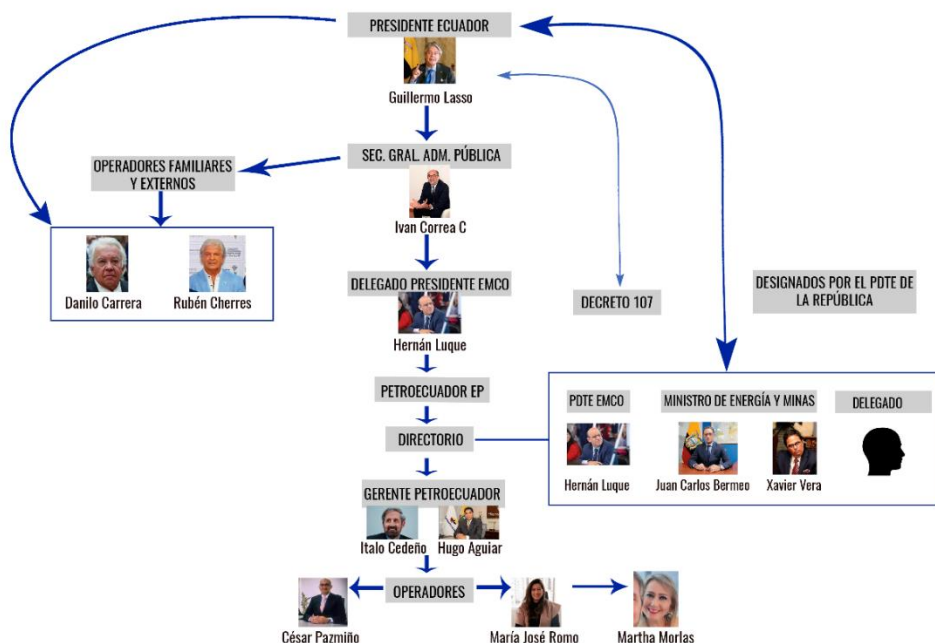 PRESIDENTE ECUADOR
Guillermo Lasso
SEC. GRAL. ADM. PÚBLICA
Ivan Correa C
OPERADORES FAMILIARES
Y EXTERNOS
Danilo Carrera
Rubén Cherres
DELEGADO PRESIDENTE EMCO
Hernán Luque
DECRETO 107
DESIGNADOS POR EL PDTE DE
LA REPÚBLICA
PETROECUADOR EP
DIRECTORIO
PDTE EMCO
Hernán Luque
MINISTRO DE ENERGÍA Y MINAS
Juan Carlos Bermeo
Xavier Vera
DELEGADO
GERENTE PETROECUADOR
Italo Cedeño
Hugo Aguiar
OPERADORES
César Pazmiño
María José Romo
Martha Morlas